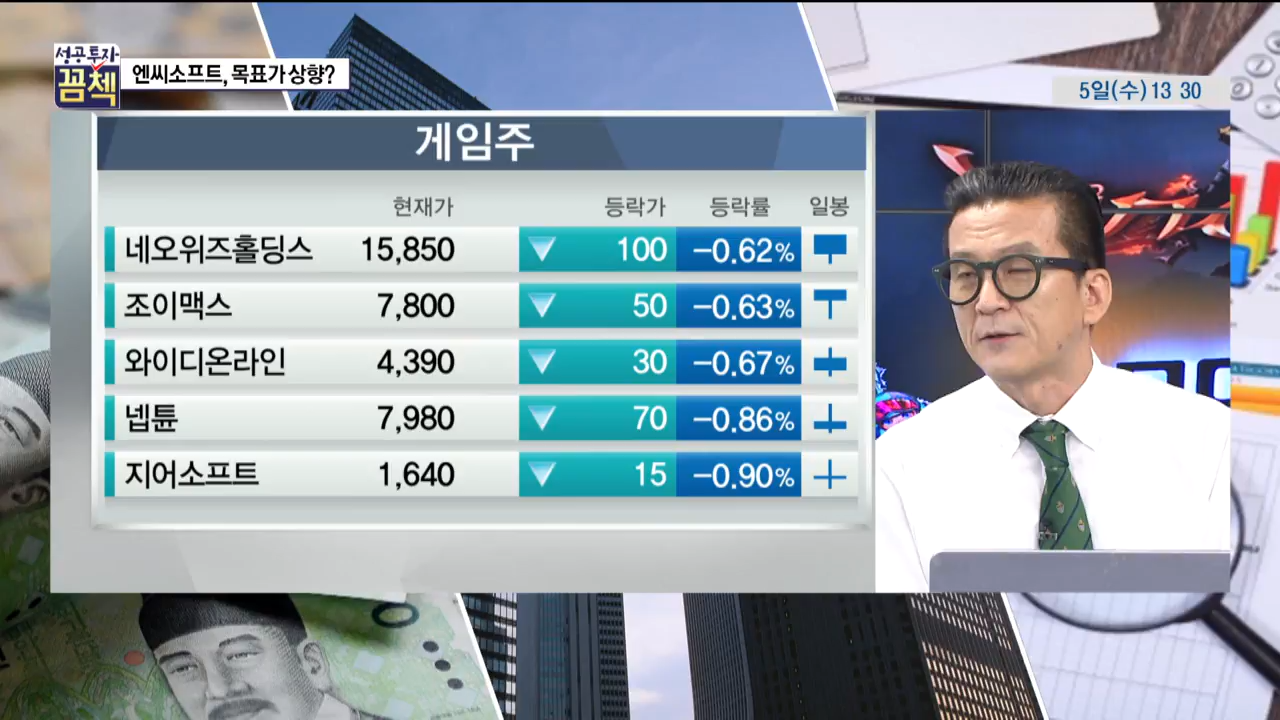 성공투자
꼼첵
엔씨소프트, 목표가 상향?
5일(수) 13 30
게임주
현재가 등락가 등락률 일봉
네오위즈홀딩스 15,850 ▼ 100 -0.62%
조이맥스 7,800 ▼ 50 -0.63%
와이디온라인 4,390 ▼ 30 -0.67%
넵튠 7,980 ▼ 70 -0.86%
지어소프트 1,640 ▼ 15 -0.90%